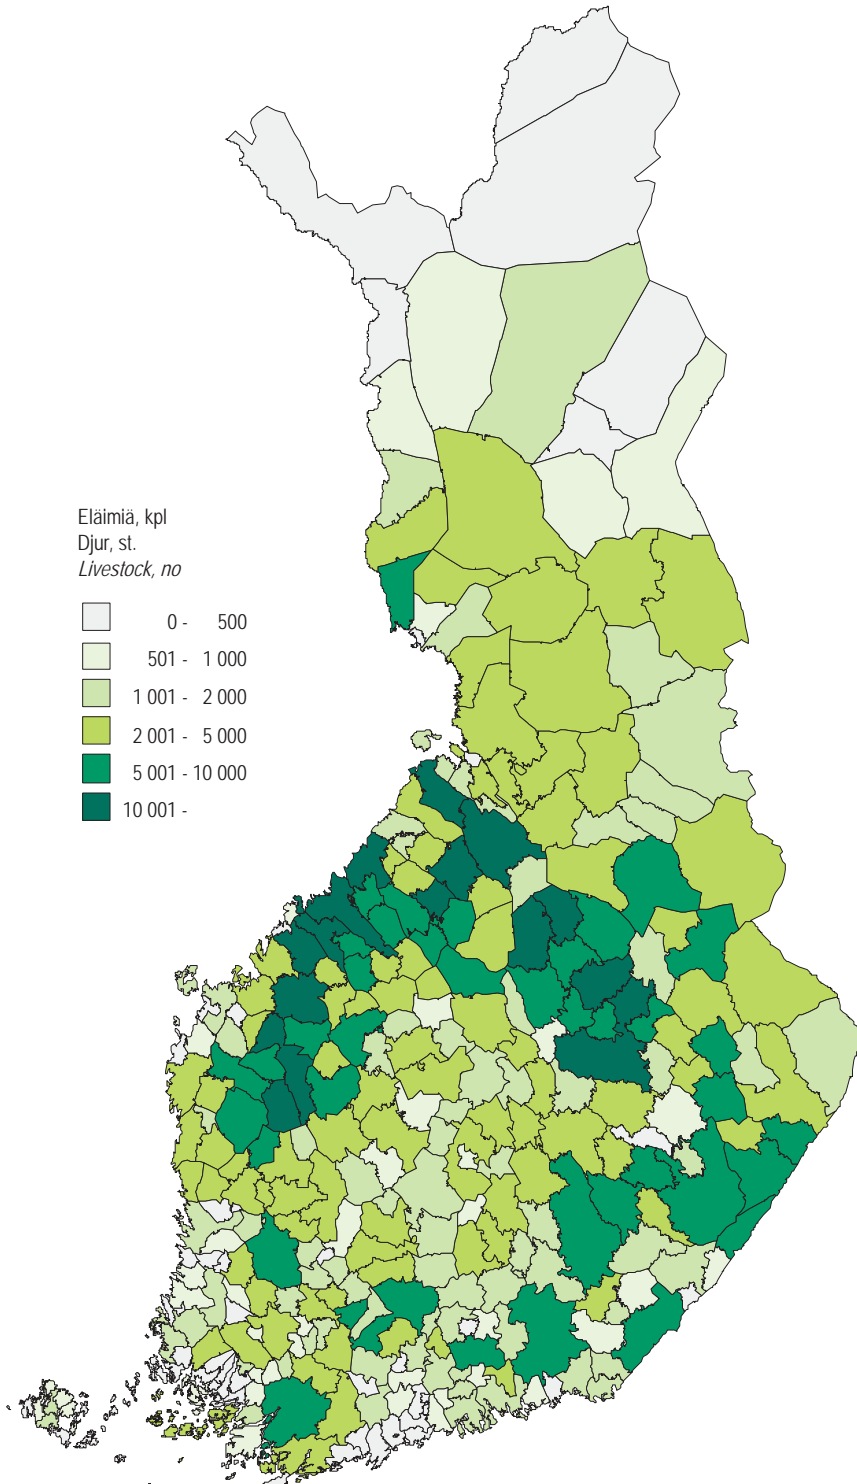 Eläimiä, kpl
Djur, st.
Livestock, no
0 - 500
501 - 1 000
1 001 - 2 000
2 001 - 5 000
5 001 - 10 000
10 001 -